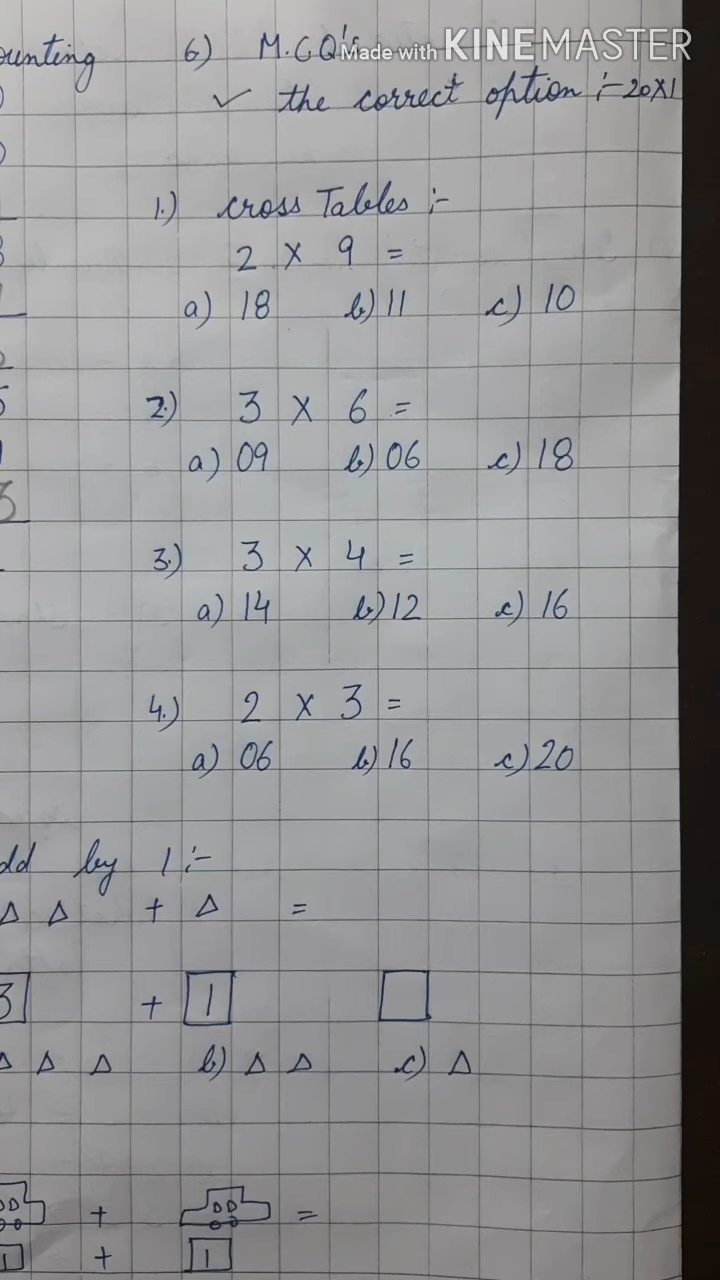 ounting 6) M.C.Q's
Made with KINEMASTER
✓ the correct option :- 20x1
1.) Cross Tables :-
2 x 9 =
a) 18 b) 11 c) 10
2.) 3 x 6 =
a) 09 b) 06 c) 18
3.) 3 x 4 =
a) 14 b) 12 c) 16
4.) 2 x 3 =
a) 06 b) 16 c) 20
dd by 1 :-
Δ Δ + Δ =
3 + 1
Δ Δ Δ b) Δ Δ c) Δ
+ =
1 + 1